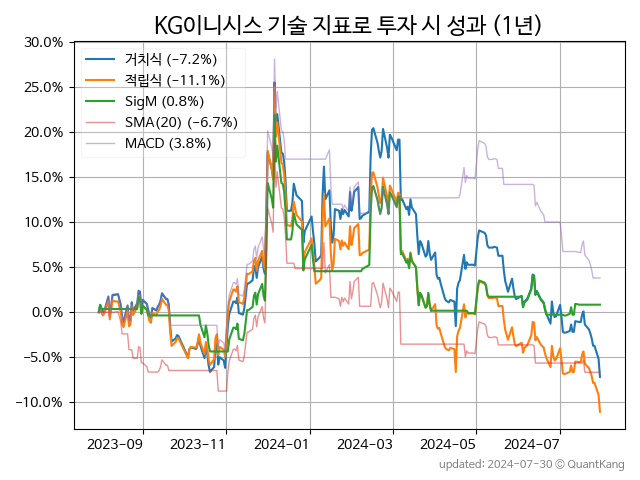 KG이니시스 기술 지표로 투자 시 성과 (1년)
30.0%
25.0%
20.0%
15.0%
10.0%
5.0%
0.0%
−5.0%
−10.0%
거치식 (−7.2%)
적립식 (−11.1%)
SigM (0.8%)
SMA(20) (−6.7%)
MACD (3.8%)
2023−09 2023−11 2024−01 2024−03 2024−05 2024−07
updated: 2024-07-30 © QuantKang